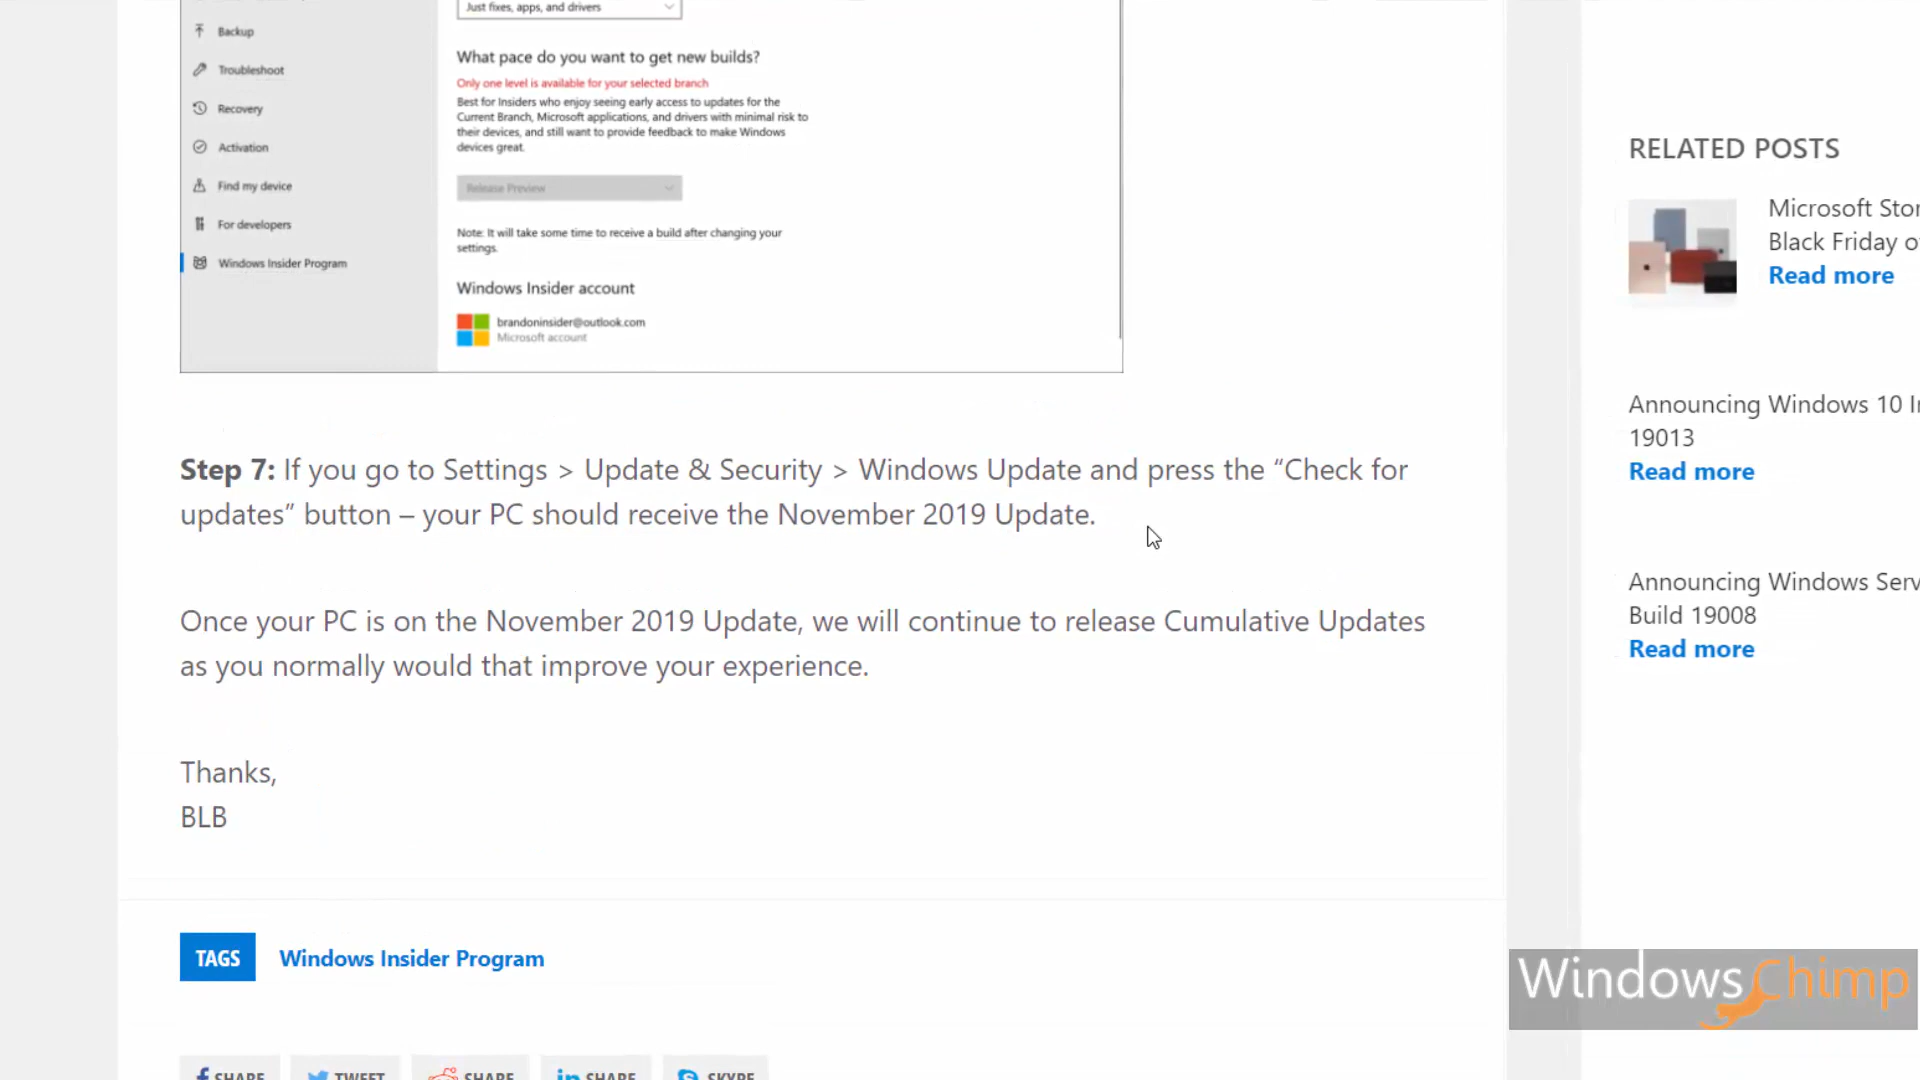 Just fixes, apps, and drivers
Backup
Troubleshoot
Recovery
Activation
Find my device
For developers
Windows Insider Program
What pace do you want to get new builds?
Only one level is available for your selected branch
Best for Insiders who enjoy seeing early access to updates for the
Current Branch, Microsoft applications, and drivers with minimal risk to
their devices, and still want to provide feedback to make Windows
devices great.
Release Preview
Note: It will take some time to receive a build after changing your
settings.
Windows Insider account
brandoninsider@outlook.com
Microsoft account
Step 7: If you go to Settings > Update & Security > Windows Update and press the “Check for
updates” button – your PC should receive the November 2019 Update.
Once your PC is on the November 2019 Update, we will continue to release Cumulative Updates
as you normally would that improve your experience.
Thanks,
BLB
TAGS Windows Insider Program
SHARE TWEET SHARE SHARE SKYPE
RELATED POSTS
Microsoft Stor
Black Friday o
Read more
Announcing Windows 10 I
19013
Read more
Announcing Windows Serv
Build 19008
Read more
WindowsChimp